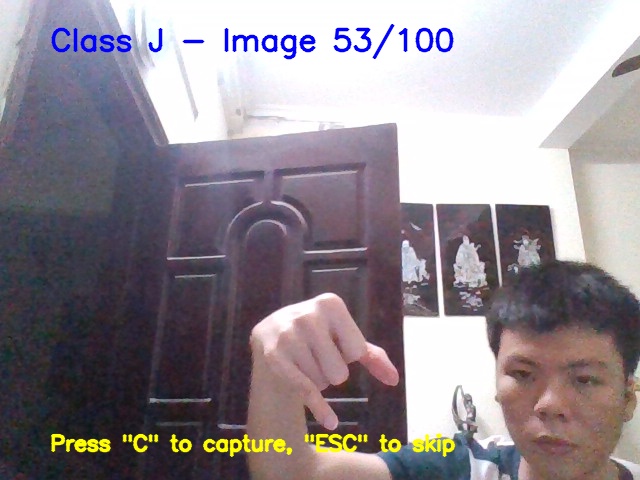 Class J - Image 53/100
Press "C" to capture, "ESC" to skip